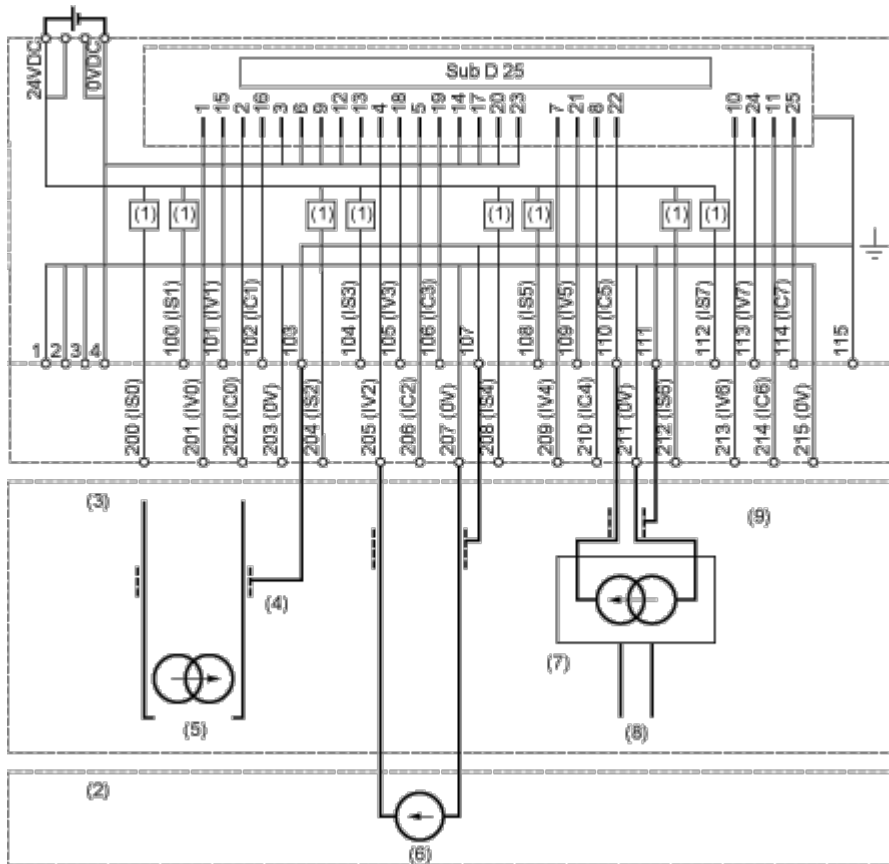 24VDC
0VDC
Sub D 25
1
15
2
16
3
6
9
12
13
4
18
5
19
14
17
20
23
7
21
8
22
10
24
11
25
(1)
(1)
(1)
(1)
(1)
(1)
(1)
(1)
1
2
3
4
100 (IS1)
101 (IV1)
102 (IC1)
103
104 (IS3)
105 (IV3)
106 (IC3)
107
108 (IS5)
109 (IV5)
110 (IC5)
111
112 (IS7)
113 (IV7)
114 (IC7)
115
200 (IS0)
201 (IV0)
202 (IC0)
203 (0V)
204 (IS2)
205 (IV2)
206 (IC2)
207 (0V)
208 (IS4)
209 (IV4)
210 (IC4)
211 (0V)
212 (IS6)
213 (IV6)
214 (IC6)
215 (0V)
(3)
(9)
(4)
(7)
(5)
(8)
(2)
(6)